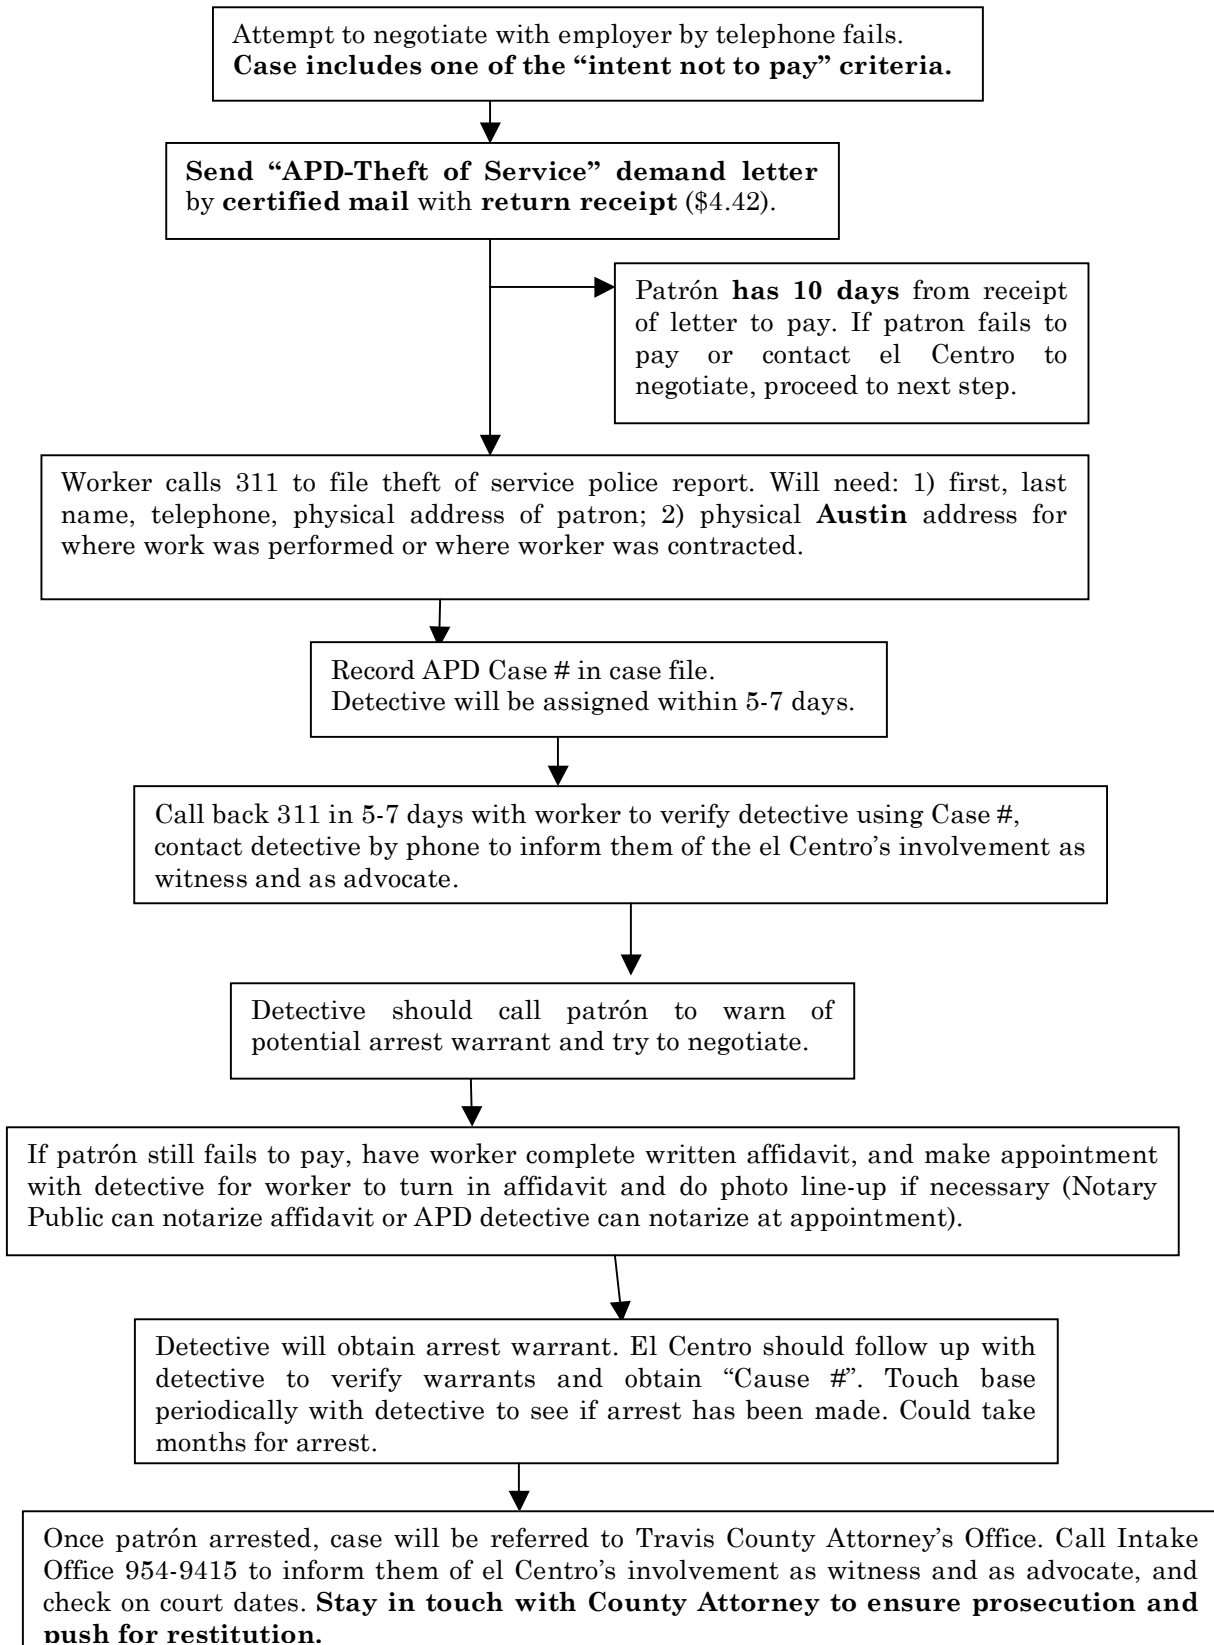 Attempt to negotiate with employer by telephone fails.
Case includes one of the “intent not to pay” criteria.
Send “APD-Theft of Service” demand letter
by certified mail with return receipt ($4.42).
Patrón has 10 days from receipt
of letter to pay. If patron fails to
pay or contact el Centro to
negotiate, proceed to next step.
Worker calls 311 to file theft of service police report. Will need: 1) first, last
name, telephone, physical address of patron; 2) physical Austin address for
where work was performed or where worker was contracted.
Record APD Case # in case file.
Detective will be assigned within 5-7 days.
Call back 311 in 5-7 days with worker to verify detective using Case #,
contact detective by phone to inform them of the el Centro’s involvement as
witness and as advocate.
Detective should call patrón to warn of
potential arrest warrant and try to negotiate.
If patrón still fails to pay, have worker complete written affidavit, and make appointment
with detective for worker to turn in affidavit and do photo line-up if necessary (Notary
Public can notarize affidavit or APD detective can notarize at appointment).
Detective will obtain arrest warrant. El Centro should follow up with
detective to verify warrants and obtain “Cause #”. Touch base
periodically with detective to see if arrest has been made. Could take
months for arrest.
Once patrón arrested, case will be referred to Travis County Attorney’s Office. Call Intake
Office 954-9415 to inform them of el Centro’s involvement as witness and as advocate, and
check on court dates. Stay in touch with County Attorney to ensure prosecution and
push for restitution.